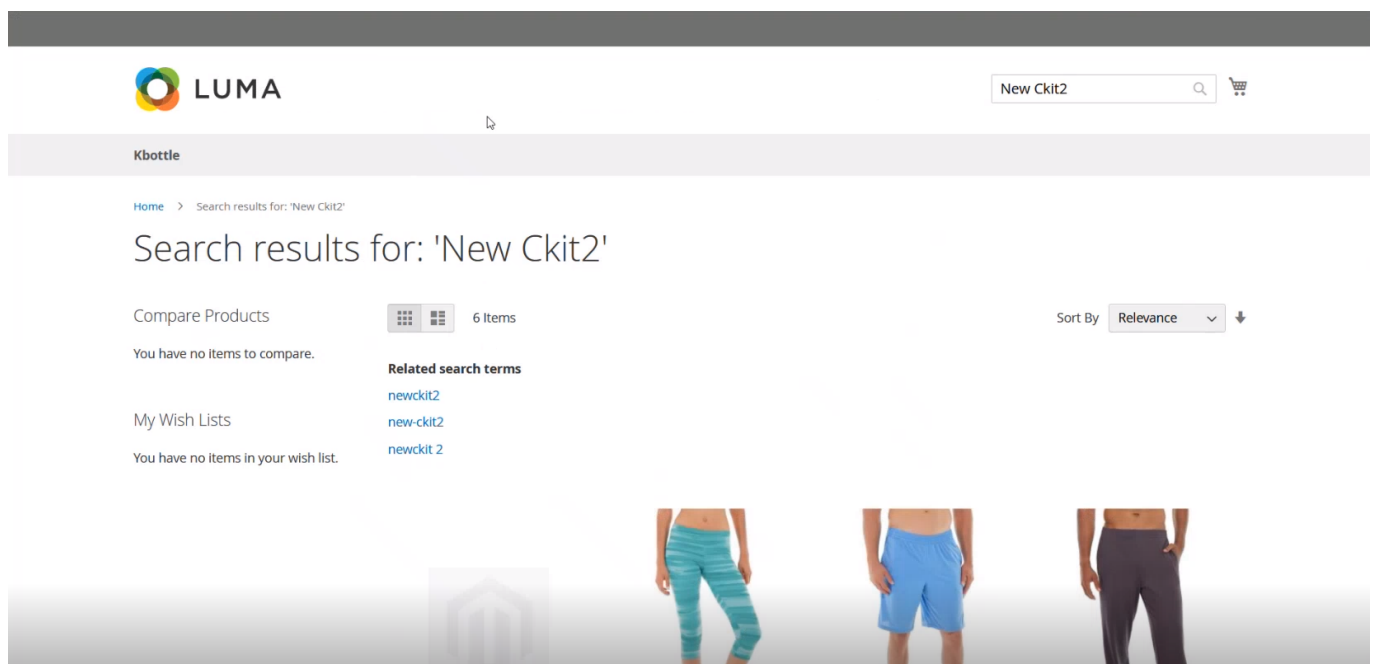 LUMA
New Ckit2
Kbottle
Home > Search results for: 'New Ckit2'
Search results for: 'New Ckit2'
Compare Products
6 Items
Sort By Relevance
You have no items to compare.
Related search terms
newckit2
new-ckit2
newckit 2
My Wish Lists
You have no items in your wish list.